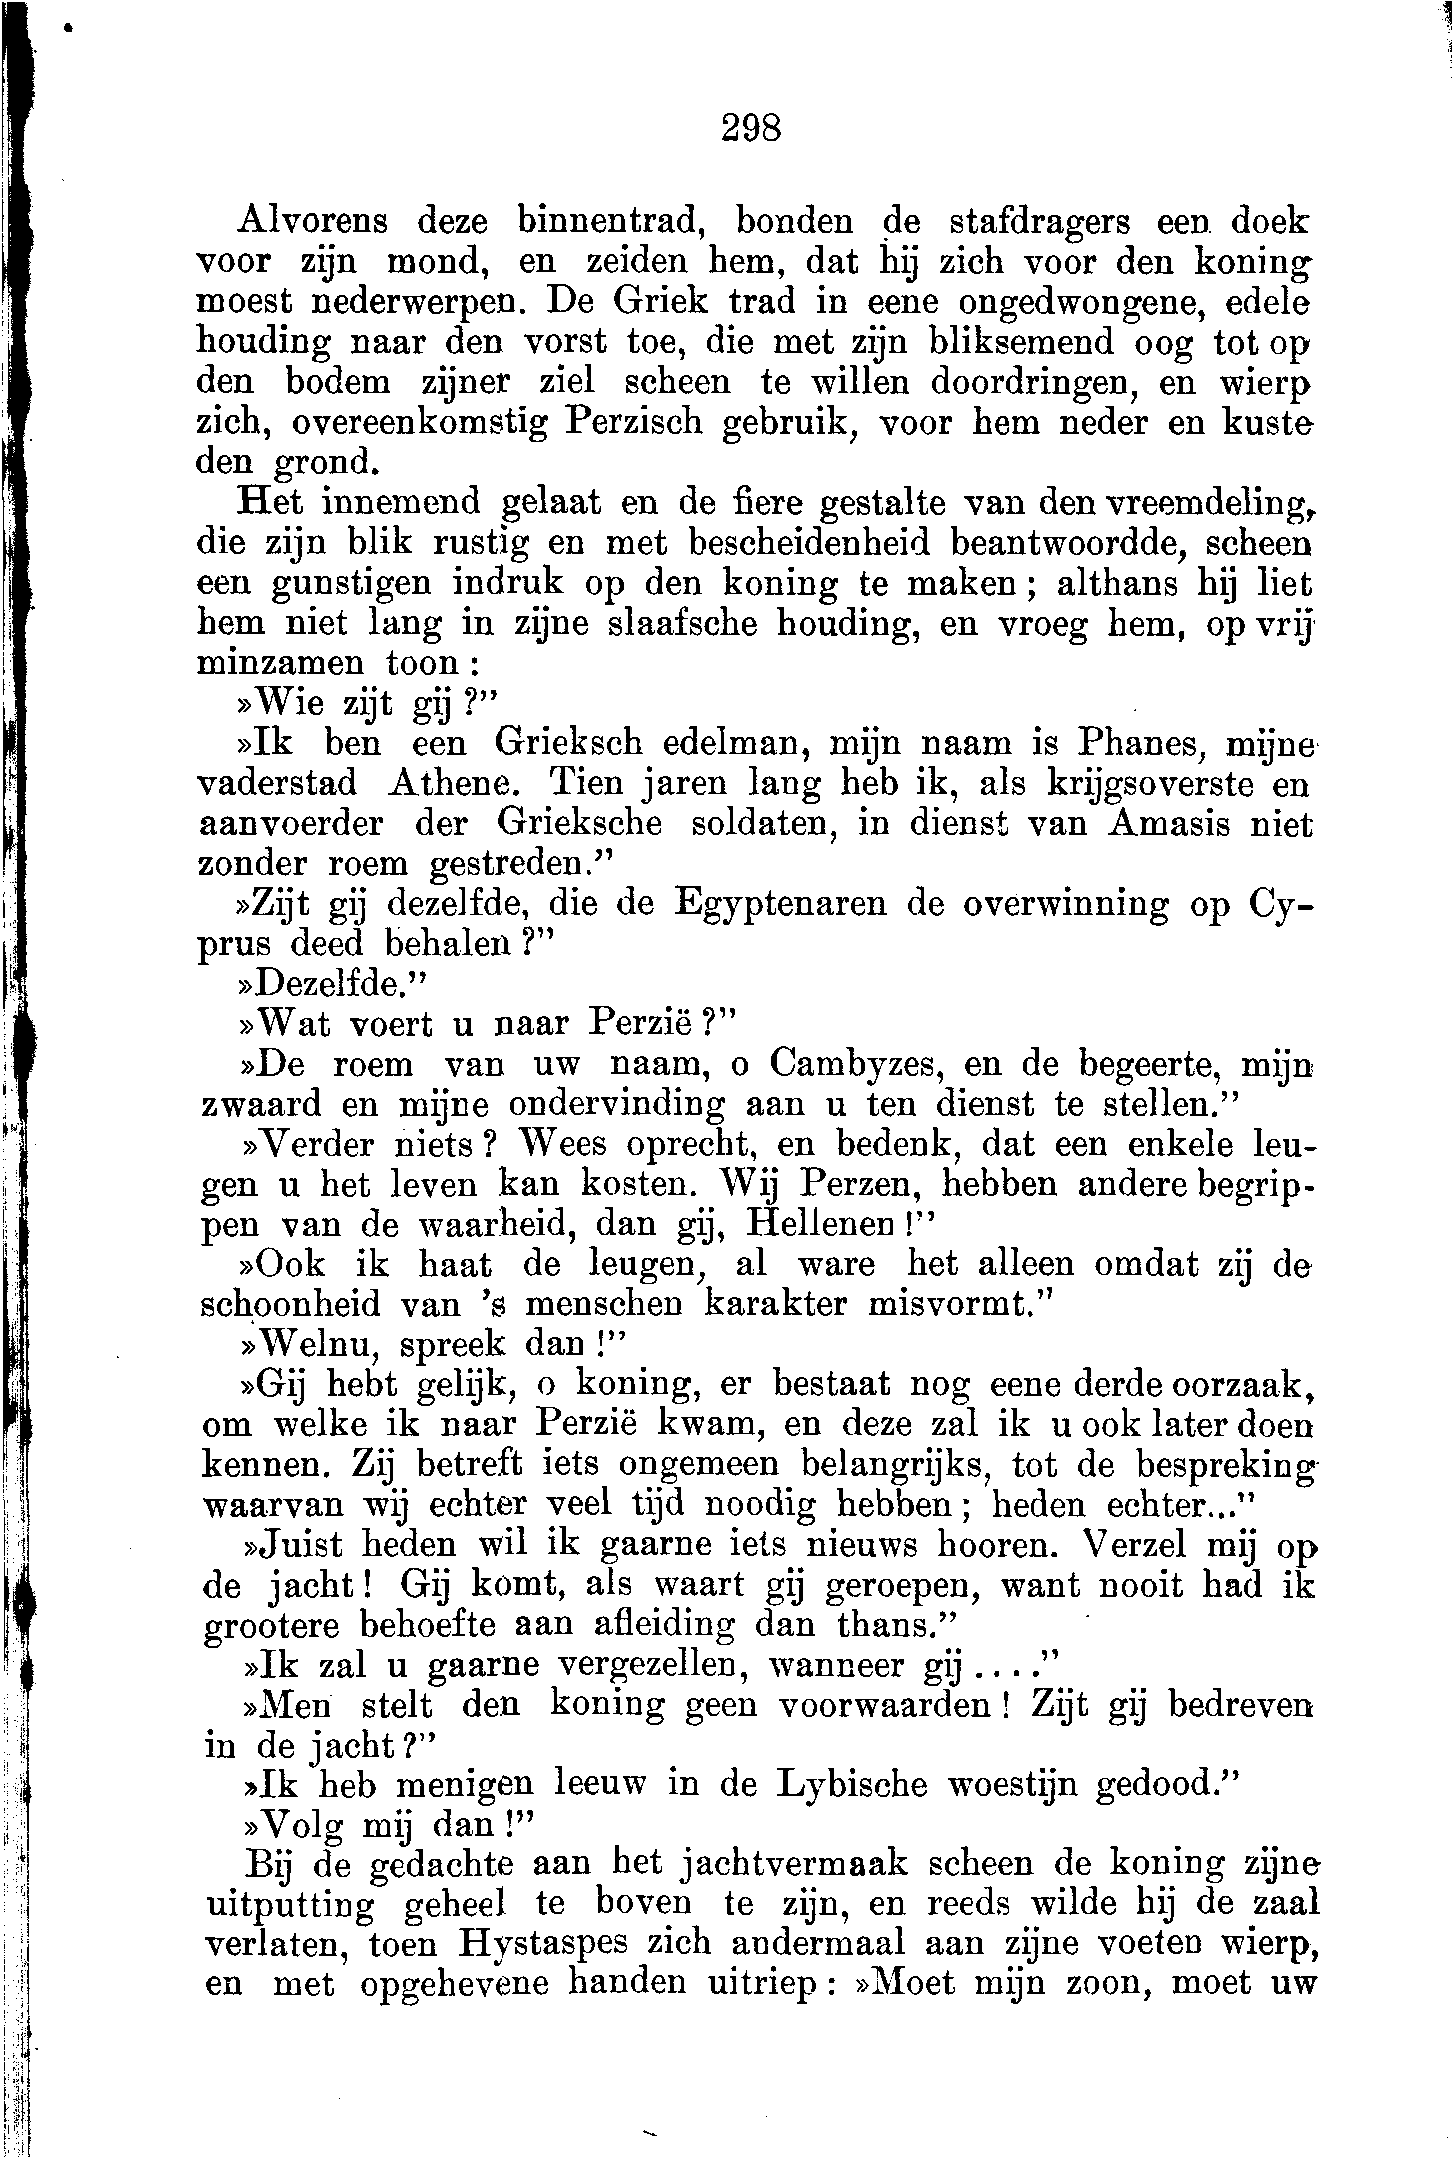 298
Alvorens deze binnentrad, bonden de stafdragers een doek
voor zijn mond, en zeiden hem, dat hij zich voor den koning
moest nederwerpen. De Griek trad in eene ongedwongene, edele
houding naar den vorst toe, die met zijn bliksemend oog tot op
den bodem zijner ziel scheen te willen doordringen, en wierp
zich, overeenkomstig Perzisch gebruik, voor hem neder en kuste
den grond.
Het innemend gelaat en de fiere gestalte van den vreemdeling,
die zijn blik rustig en met bescheidenheid beantwoordde, scheen
een gunstigen indruk op den koning te maken; althans hij liet
hem niet lang in zijne slaafsche houding, en vroeg hem, op vrij
minzamen toon:
»Wie zijt gij?”
»Ik ben een Grieksch edelman, mijn naam is Phanes, mijne
vaderstad Athene. Tien jaren lang heb ik, als krijgsoverste en
aanvoerder der Grieksche soldaten, in dienst van Amasis niet
zonder roem gestreden.”
»Zijt gij dezelfde, die de Egyptenaren de overwinning op Cy-
prus deed behalen?”
»Dezelfde.”
»Wat voert u naar Perzië?”
»De roem van uw naam, o Cambyzes, en de begeerte, mijn
zwaard en mijne ondervinding aan u ten dienst te stellen.”
»Verder niets? Wees oprecht, en bedenk, dat een enkele leu-
gen u het leven kan kosten. Wij Perzen, hebben andere begrip-
pen van de waarheid, dan gij, Hellenen!”
»Ook ik haat de leugen, al ware het alleen omdat zij de
schoonheid van 's menschen karakter misvormt.”
»Welnu, spreek dan!”
»Gij hebt gelijk, o koning, er bestaat nog eene derde oorzaak,
om welke ik naar Perzië kwam, en deze zal ik u ook later doen
kennen. Zij betreft iets ongemeen belangrijks, tot de bespreking
waarvan wij echter veel tijd noodig hebben; heden echter...”
»Juist heden wil ik gaarne iets nieuws hooren. Verzel mij op
de jacht! Gij komt, als waart gij geroepen, want nooit had ik
grootere behoefte aan afleiding dan thans.”
»Ik zal u gaarne vergezellen, wanneer gij....”
»Men stelt den koning geen voorwaarden! Zijt gij bedreven
in de jacht?”
»Ik heb menigen leeuw in de Lybische woestijn gedood.”
»Volg mij dan!”
Bij de gedachte aan het jachtvermaak scheen de koning zijne
uitputting geheel te boven te zijn, en reeds wilde hij de zaal
verlaten, toen Hystaspes zich andermaal aan zijne voeten wierp,
en met opgehevene handen uitriep: »Moet mijn zoon, moet uw